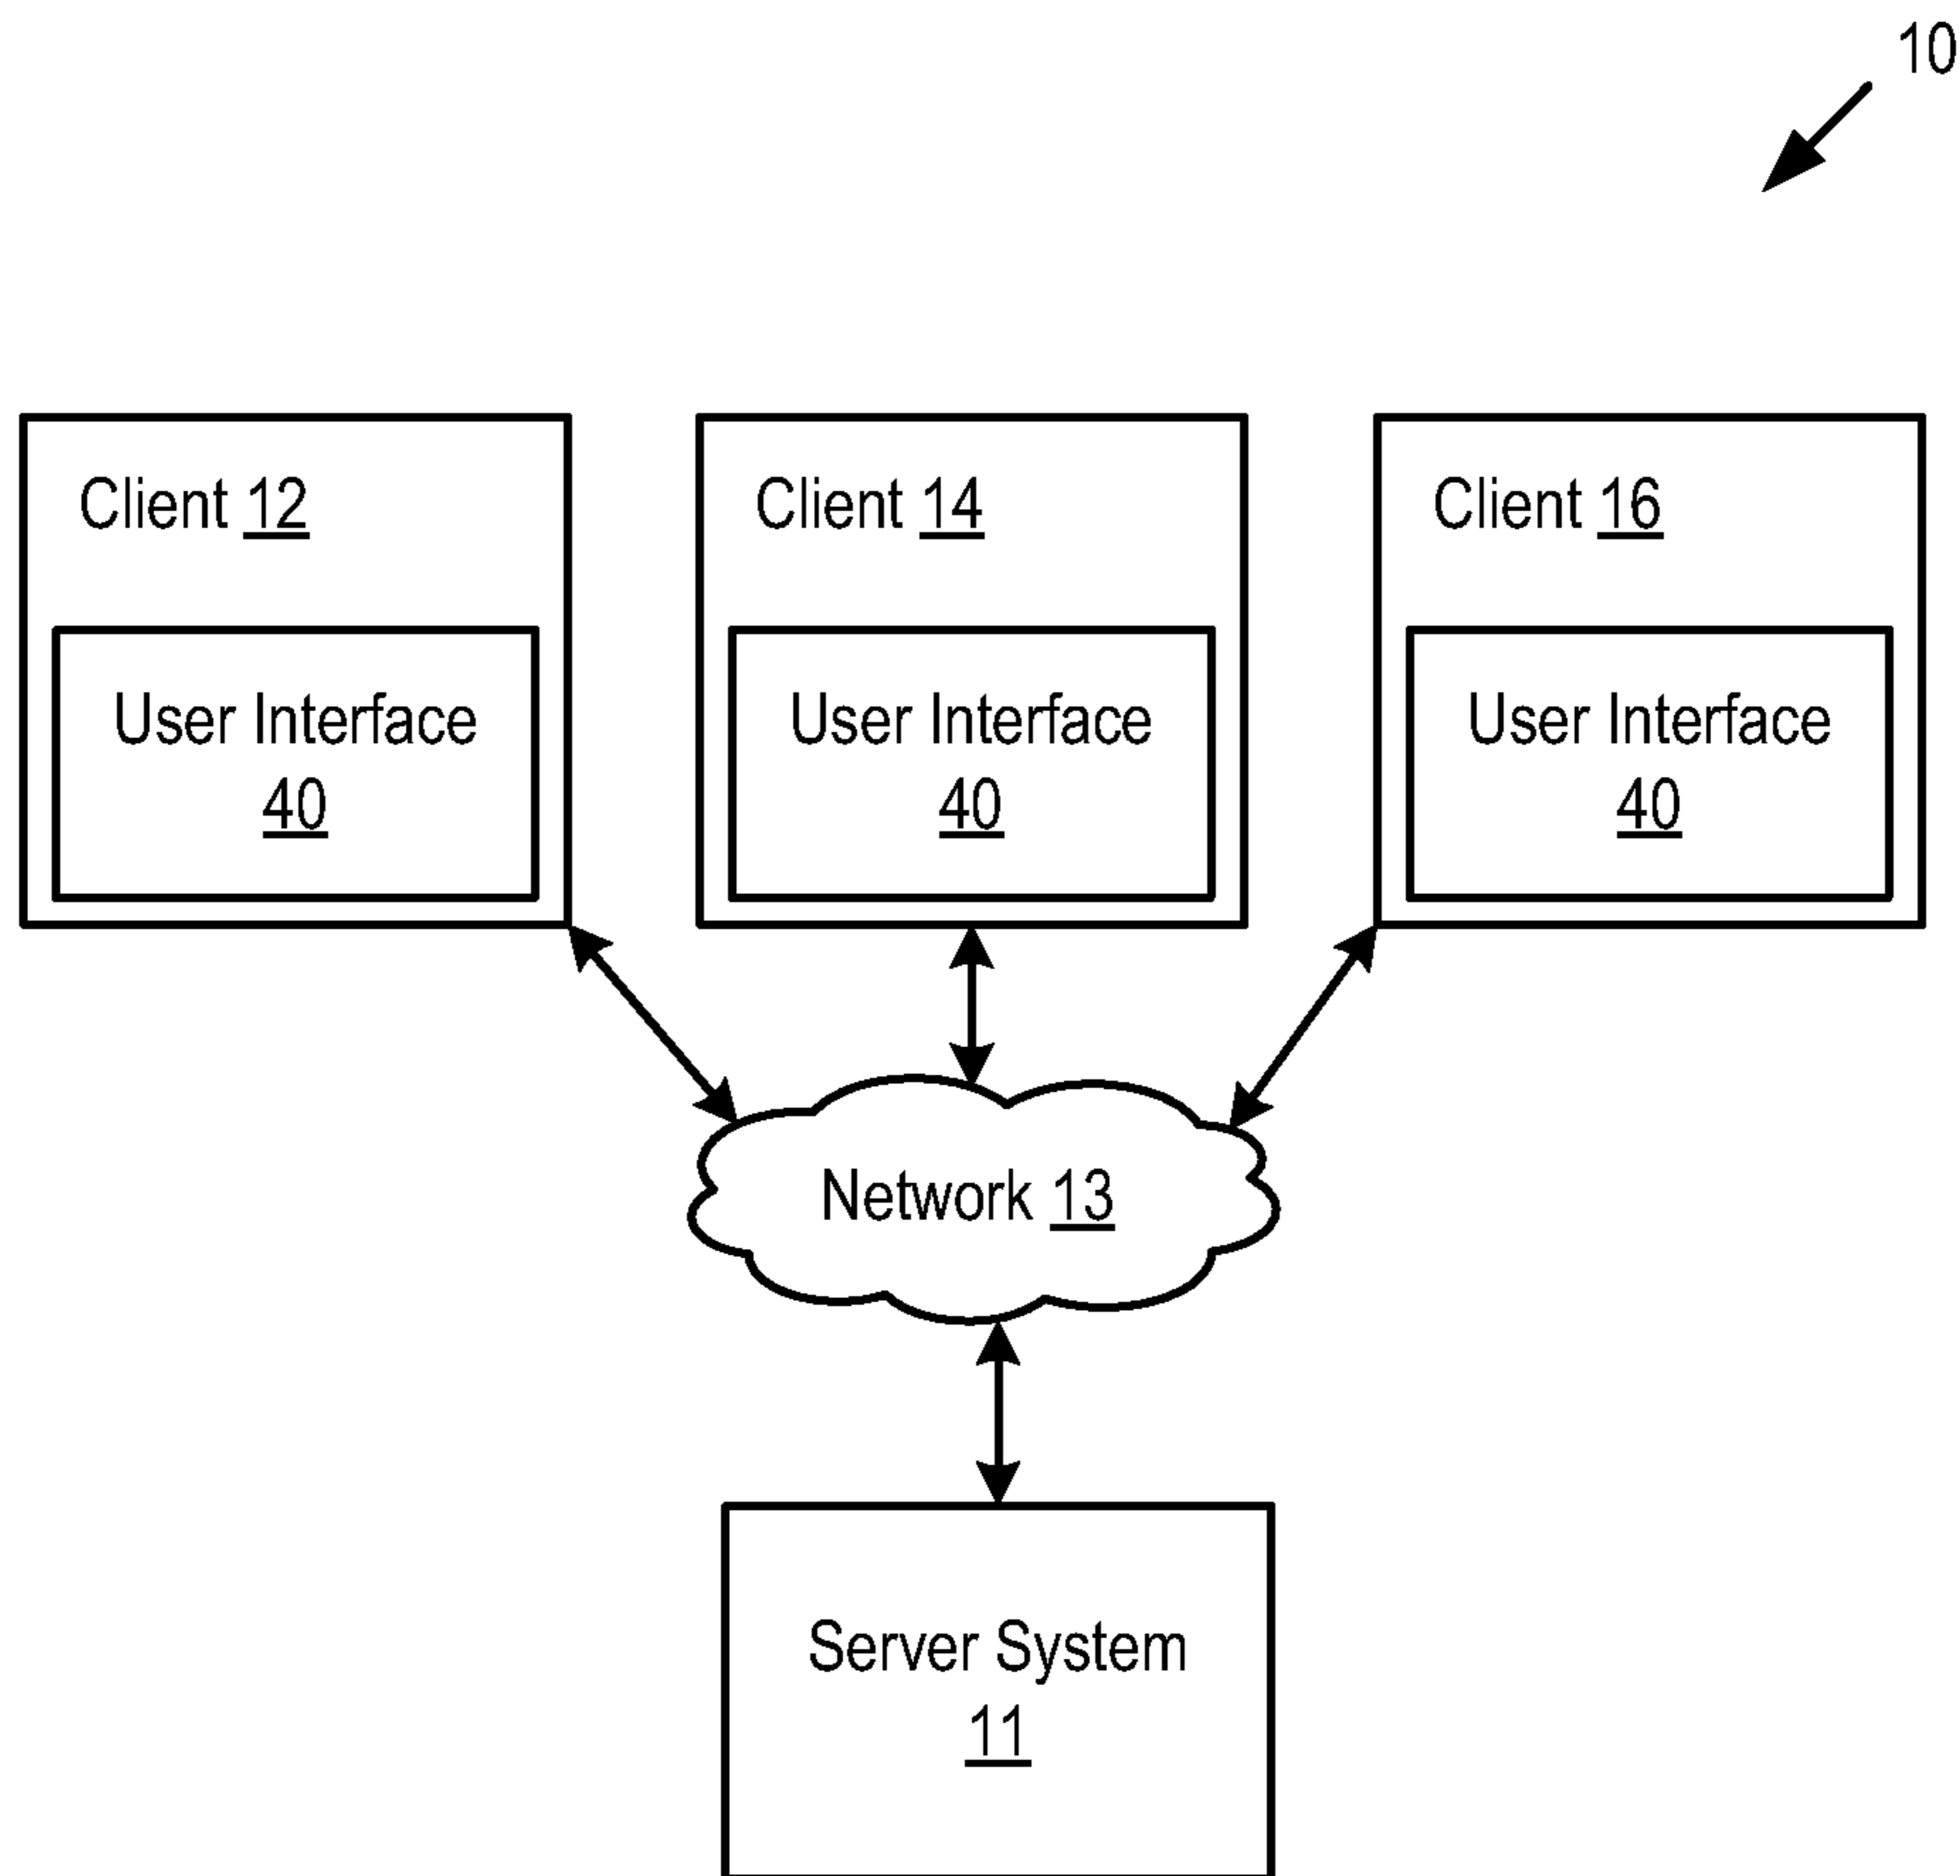 10
Client 12
Client 14
Client 16
User Interface
40
User Interface
40
User Interface
40
Network 13
Server System
11